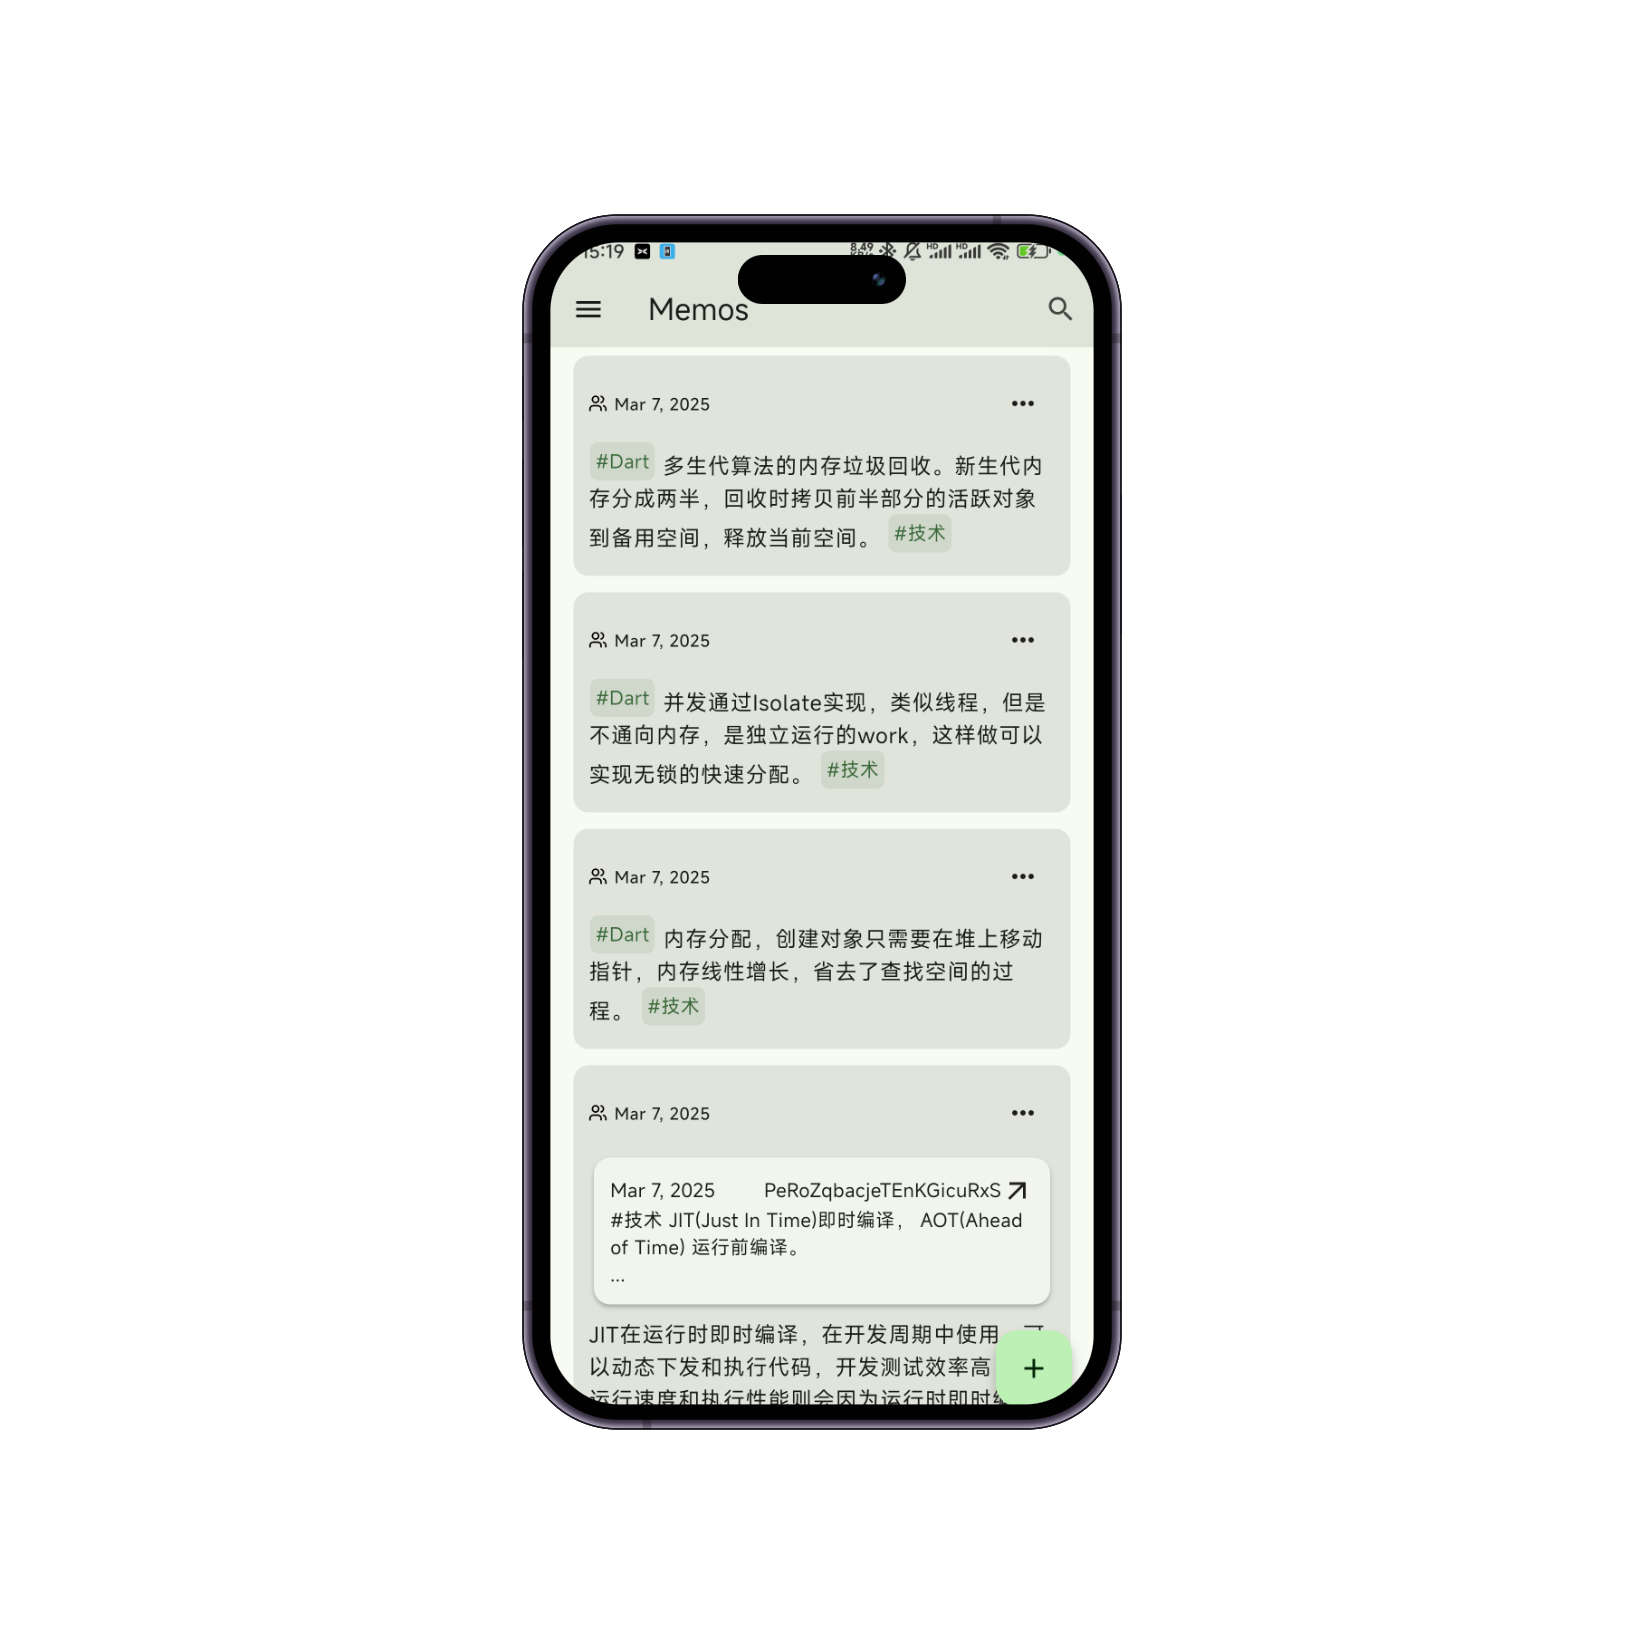 15:19
8.49
HD
HD
Memos
Mar 7, 2025
#Dart 多生代算法的内存垃圾回收。新生代内
存分成两半，回收时拷贝前半部分的活跃对象
到备用空间，释放当前空间。 #技术
Mar 7, 2025
#Dart 并发通过Isolate实现，类似线程，但是
不通向内存，是独立运行的work，这样做可以
实现无锁的快速分配。 #技术
Mar 7, 2025
#Dart 内存分配，创建对象只需要在堆上移动
指针，内存线性增长，省去了查找空间的过
程。 #技术
Mar 7, 2025
Mar 7, 2025 PeRoZqbacjeTEnKGicuRxS
#技术 JIT(Just In Time)即时编译， AOT(Ahead
of Time) 运行前编译。
...
JIT在运行时即时编译，在开发周期中使用
以动态下发和执行代码，开发测试效率高
运行速度和执行性能则会因为运行时即时